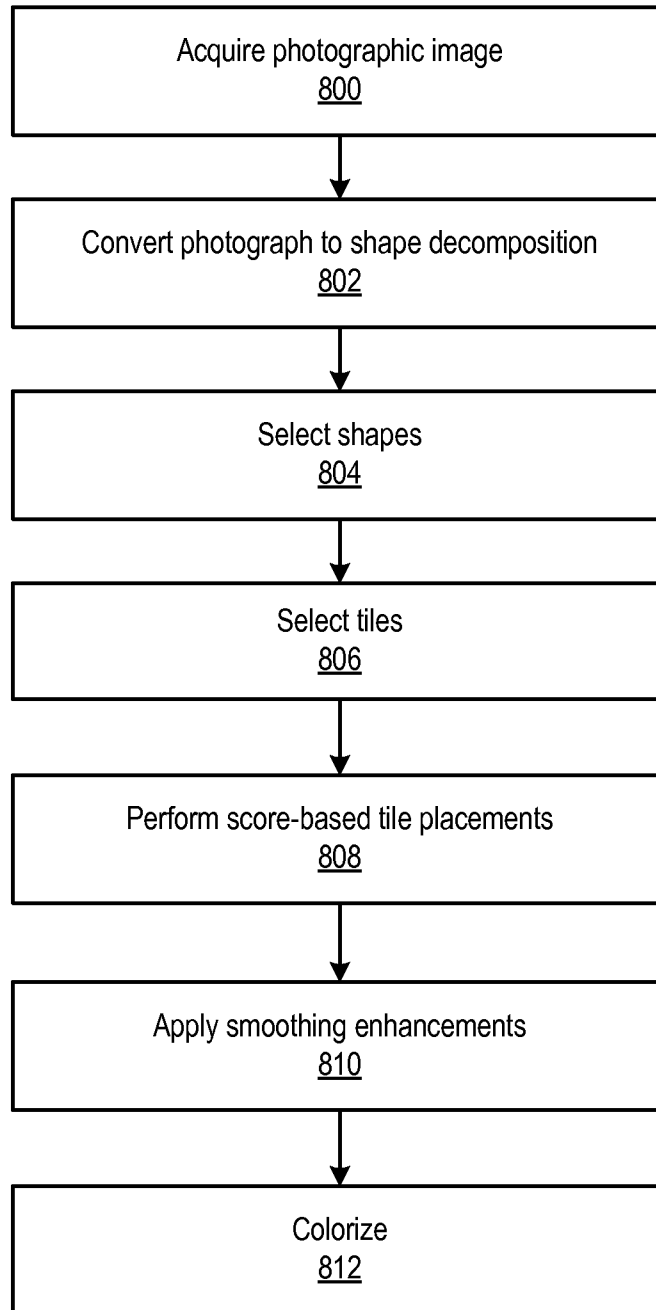 Acquire photographic image
800
Convert photograph to shape decomposition
802
Select shapes
804
Select tiles
806
Perform score-based tile placements
808
Apply smoothing enhancements
810
Colorize
812